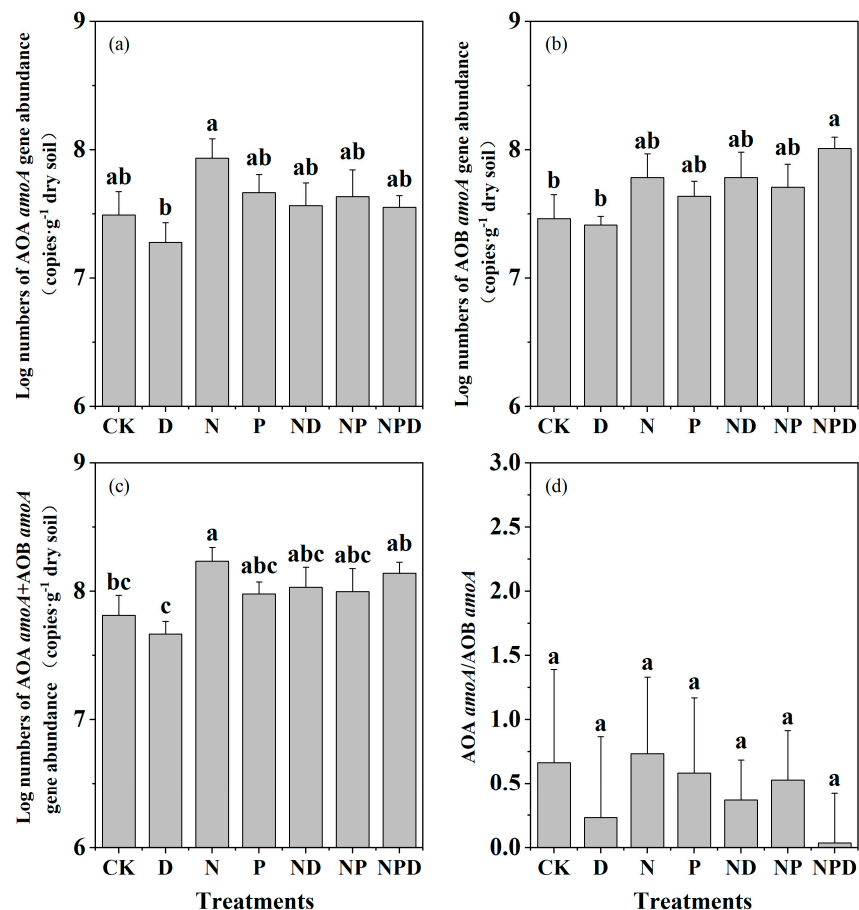 (a)
Log numbers of AOA amoA gene abundance
（copies·g⁻¹ dry soil）
9
8
7
6
ab
b
a
ab
ab
ab
ab
CK D N P ND NP NPD
(b)
Log numbers of AOB amoA gene abundance
（copies·g⁻¹ dry soil）
9
8
7
6
b
b
ab
ab
ab
ab
a
CK D N P ND NP NPD
(c)
Log numbers of AOA amoA+AOB amoA
gene abundance（copies·g⁻¹ dry soil）
9
8
7
6
bc
c
a
abc
abc
abc
ab
CK D N P ND NP NPD
Treatments
(d)
AOA amoA/AOB amoA
3.0
2.5
2.0
1.5
1.0
0.5
0.0
a
a
a
a
a
a
a
CK D N P ND NP NPD
Treatments